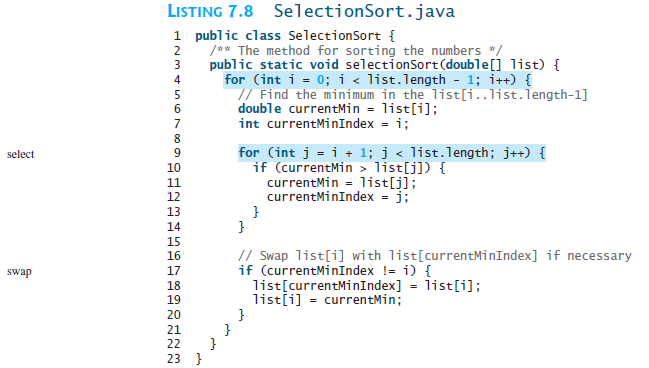 LISTING 7.8 SelectionSort.java
1 public class SelectionSort {
2   /** The method for sorting the numbers */
3   public static void selectionSort(double[] list) {
4     for (int i = 0; i < list.length - 1; i++) {
5       // Find the minimum in the list[i..list.length-1]
6       double currentMin = list[i];
7       int currentMinIndex = i;
8
select 9       for (int j = i + 1; j < list.length; j++) {
10         if (currentMin > list[j]) {
11           currentMin = list[j];
12           currentMinIndex = j;
13         }
14       }
15
16       // Swap list[i] with list[currentMinIndex] if necessary
swap 17       if (currentMinIndex != i) {
18         list[currentMinIndex] = list[i];
19         list[i] = currentMin;
20       }
21     }
22   }
23 }